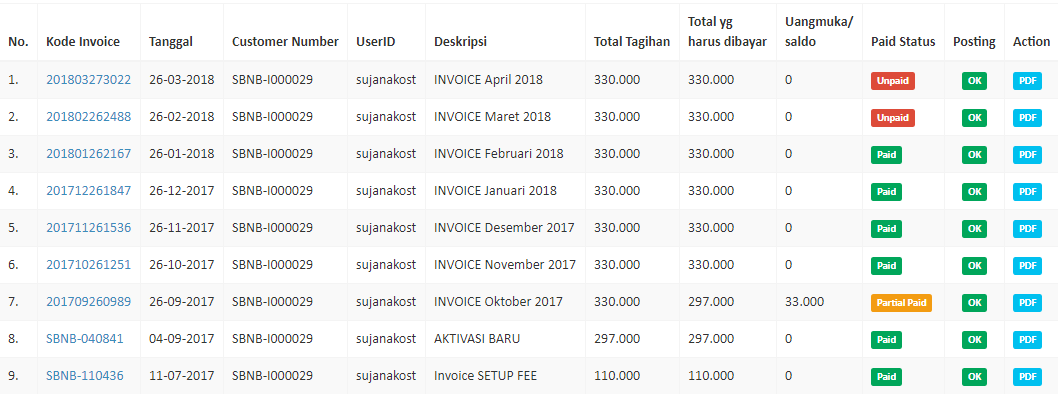 No. Kode Invoice Tanggal Customer Number UserID Deskripsi Total Tagihan Total yg harus dibayar Uangmuka/ saldo Paid Status Posting Action
1. 201803273022 26-03-2018 SBNB-I000029 sujanakost INVOICE April 2018 330.000 330.000 0 Unpaid OK PDF
2. 201802262488 26-02-2018 SBNB-I000029 sujanakost INVOICE Maret 2018 330.000 330.000 0 Unpaid OK PDF
3. 201801262167 26-01-2018 SBNB-I000029 sujanakost INVOICE Februari 2018 330.000 330.000 0 Paid OK PDF
4. 201712261847 26-12-2017 SBNB-I000029 sujanakost INVOICE Januari 2018 330.000 330.000 0 Paid OK PDF
5. 201711261536 26-11-2017 SBNB-I000029 sujanakost INVOICE Desember 2017 330.000 330.000 0 Paid OK PDF
6. 201710261251 26-10-2017 SBNB-I000029 sujanakost INVOICE November 2017 330.000 330.000 0 Paid OK PDF
7. 201709260989 26-09-2017 SBNB-I000029 sujanakost INVOICE Oktober 2017 330.000 297.000 33.000 Partial Paid OK PDF
8. SBNB-040841 04-09-2017 SBNB-I000029 sujanakost AKTIVASI BARU 297.000 297.000 0 Paid OK PDF
9. SBNB-110436 11-07-2017 SBNB-I000029 sujanakost Invoice SETUP FEE 110.000 110.000 0 Paid OK PDF